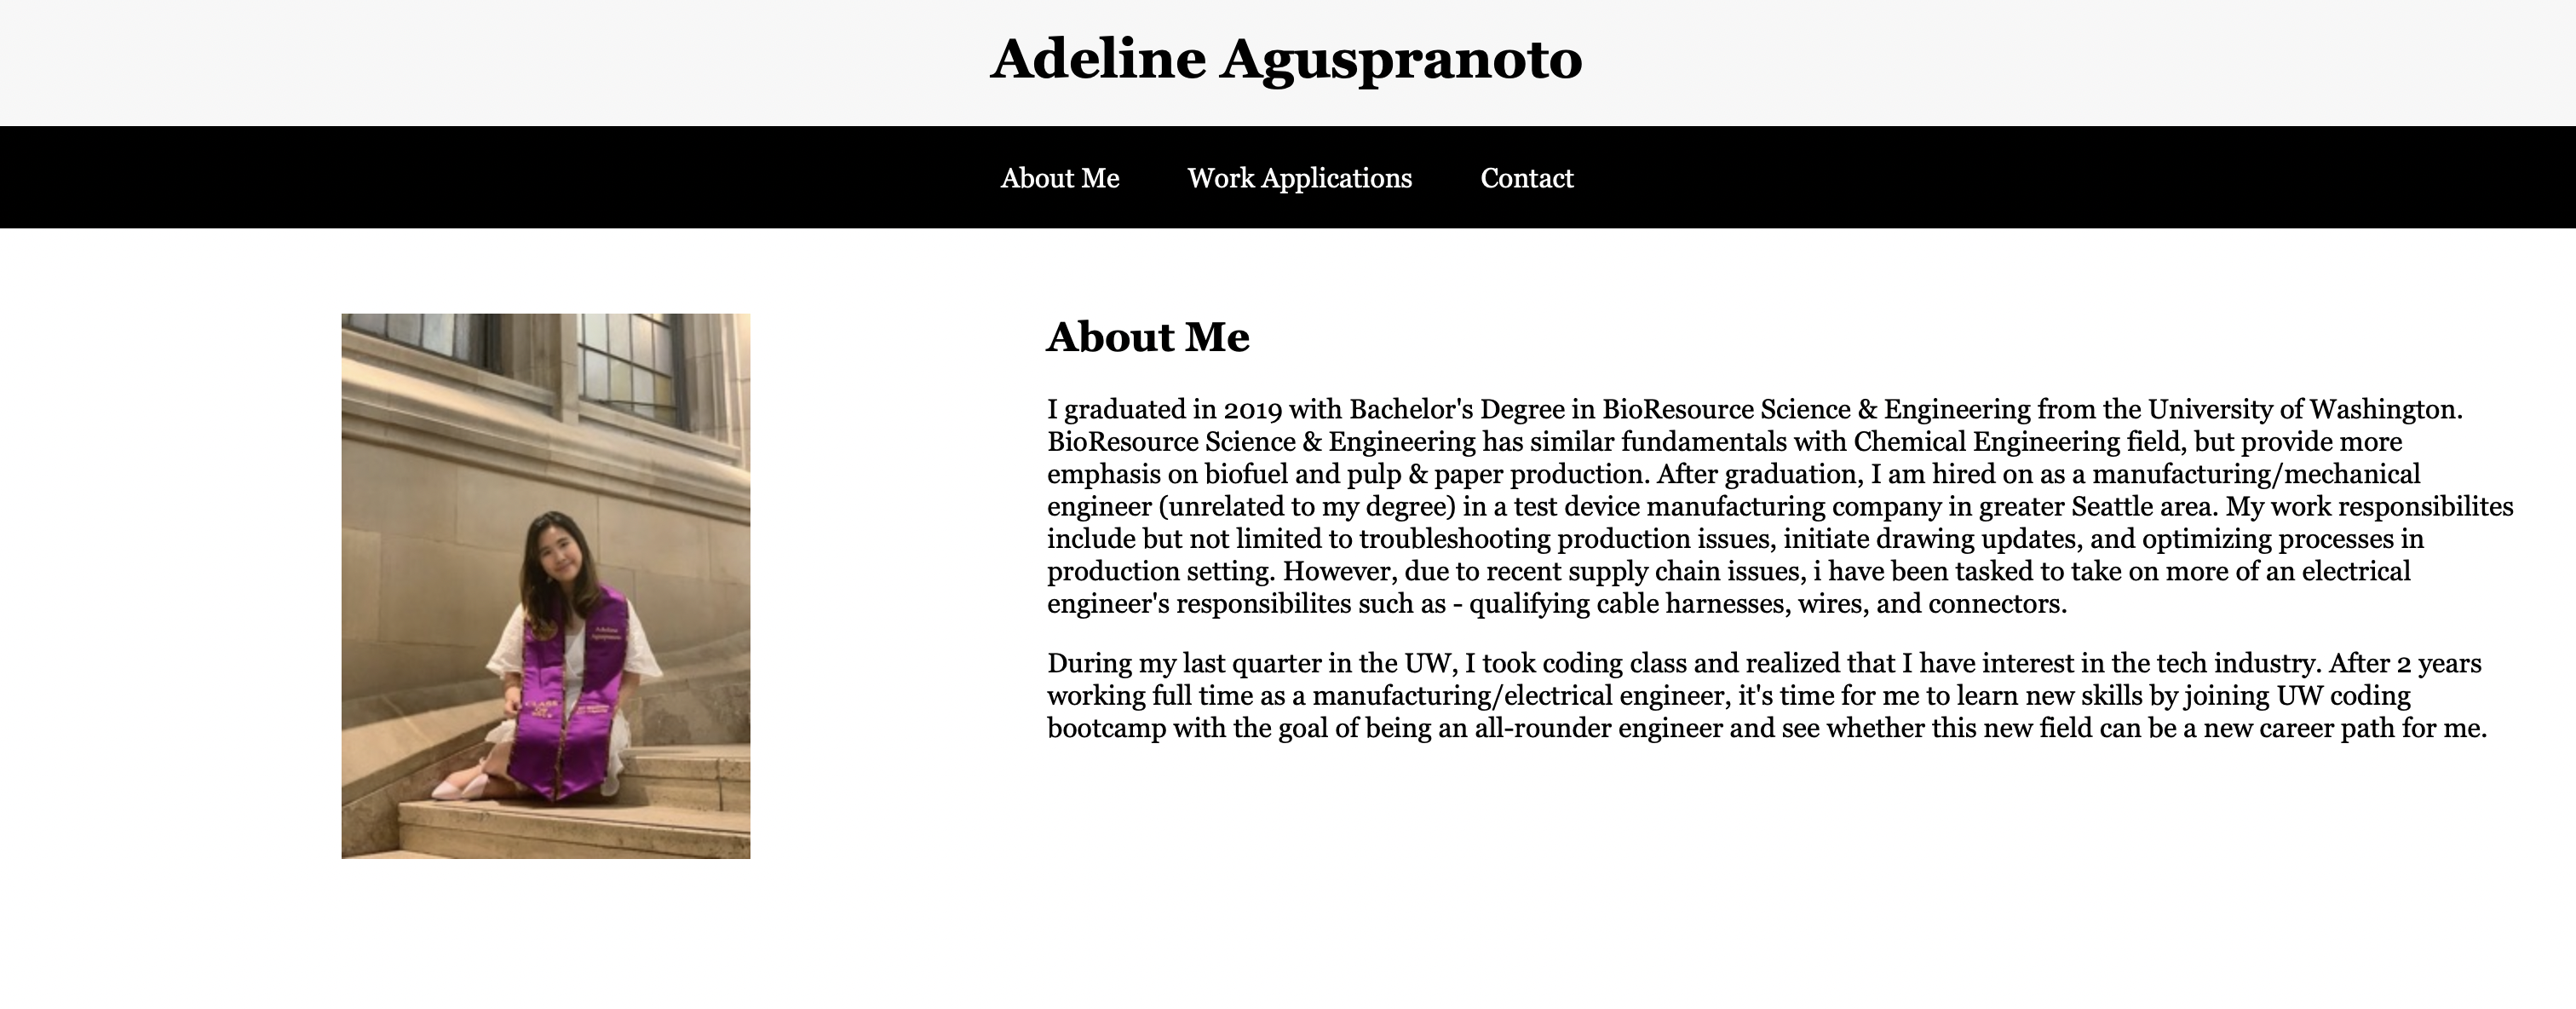 Adeline Aguspranoto
About Me Work Applications Contact
About Me
I graduated in 2019 with Bachelor's Degree in BioResource Science & Engineering from the University of Washington.
BioResource Science & Engineering has similar fundamentals with Chemical Engineering field, but provide more
emphasis on biofuel and pulp & paper production. After graduation, I am hired on as a manufacturing/mechanical
engineer (unrelated to my degree) in a test device manufacturing company in greater Seattle area. My work responsibilites
include but not limited to troubleshooting production issues, initiate drawing updates, and optimizing processes in
production setting. However, due to recent supply chain issues, i have been tasked to take on more of an electrical
engineer's responsibilites such as - qualifying cable harnesses, wires, and connectors.
During my last quarter in the UW, I took coding class and realized that I have interest in the tech industry. After 2 years
working full time as a manufacturing/electrical engineer, it's time for me to learn new skills by joining UW coding
bootcamp with the goal of being an all-rounder engineer and see whether this new field can be a new career path for me.
Adeline
Aguspranoto
CLASS
OF
2019